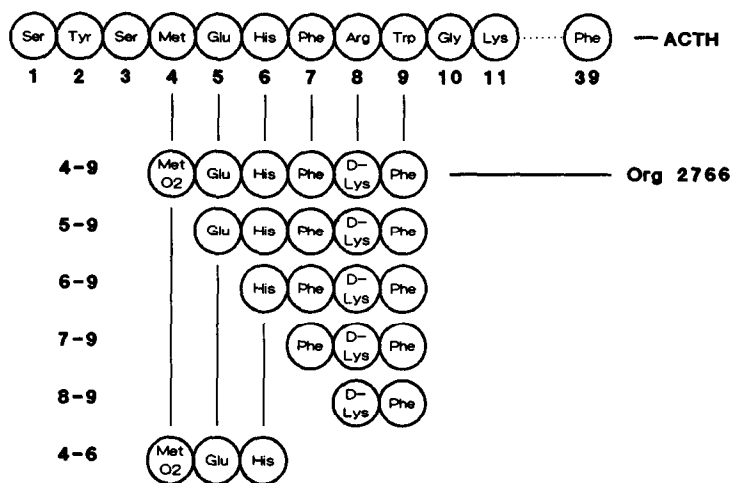 Ser Tyr Ser Met Glu His Phe Arg Trp Gly Lys Phe — ACTH
1 2 3 4 5 6 7 8 9 10 11 39
4-9 Met O2 Glu His Phe D-Lys Phe Org 2766
5-9 Glu His Phe D-Lys Phe
6-9 His Phe D-Lys Phe
7-9 Phe D-Lys Phe
8-9 D-Lys Phe
4-6 Met O2 Glu His